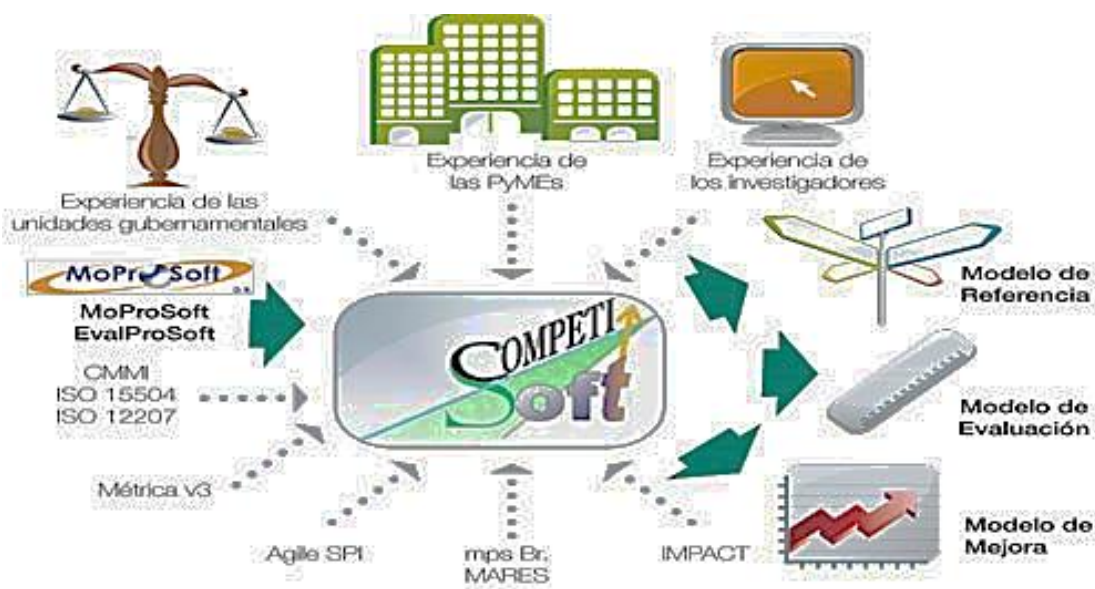 Experiencia de las
unidades gubernamentales
Experiencia de
las PyMEs
Experiencia de
los investigadores
MoProSoft
MoProSoft
EvalProSoft
CMMI
ISO 15504
ISO 12207
Métrica v3
Agile SPI
mps Br.
MARES
IMPACT
COMPETI
Soft
Modelo de
Referencia
Modelo de
Evaluación
Modelo de
Mejora